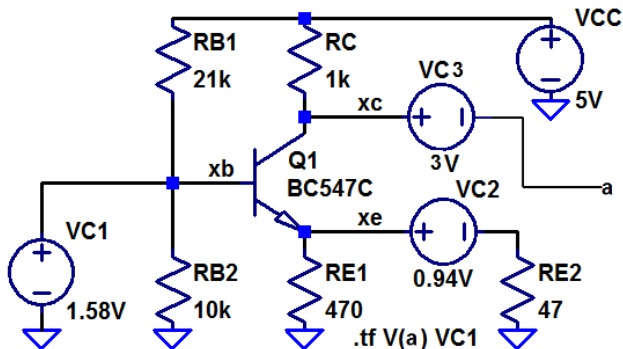 VCC
RB1
RC
21k
1k
VC3
xc
5V
3V
xb
Q1
BC547C
VC2
a
xe
VC1
RB2
0.94V
RE2
RE1
1.58V
10k
470
47
.tf V(a) VC1